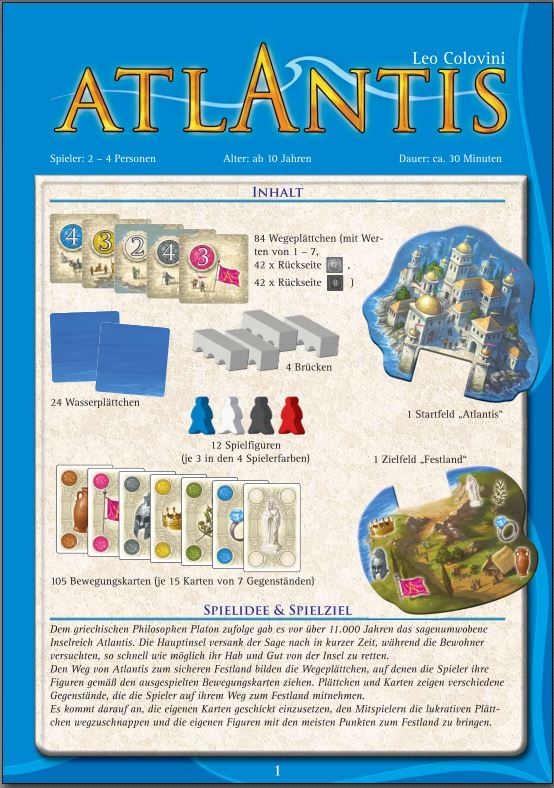 Leo Colovini
ATLANTIS
Spieler: 2 – 4 Personen Alter: ab 10 Jahren Dauer: ca. 30 Minuten
INHALT
4 3 2 4 3
84 Wegeplättchen (mit Wer-
ten von 1 – 7,
42 x Rückseite ,
42 x Rückseite )
4 Brücken
24 Wasserplättchen
1 Startfeld „Atlantis“
12 Spielfiguren
(je 3 in den 4 Spielerfarben)
1 Zielfeld „Festland“
105 Bewegungskarten (je 15 Karten von 7 Gegenständen)
SPIELIDEE & SPIELZIEL
Dem griechischen Philosophen Platon zufolge gab es vor über 11.000 Jahren das sagenumwobene
Inselreich Atlantis. Die Hauptinsel versank der Sage nach in kurzer Zeit, während die Bewohner
versuchten, so schnell wie möglich ihr Hab und Gut von der Insel zu retten.
Den Weg von Atlantis zum sicheren Festland bilden die Wegeplättchen, auf denen die Spieler ihre
Figuren gemäß den ausgespielten Bewegungskarten ziehen. Plättchen und Karten zeigen verschiedene
Gegenstände, die die Spieler auf ihrem Weg zum Festland mitnehmen.
Es kommt darauf an, die eigenen Karten geschickt einzusetzen, den Mitspielern die lukrativen Plätt-
chen wegzuschnappen und die eigenen Figuren mit den meisten Punkten zum Festland zu bringen.
1